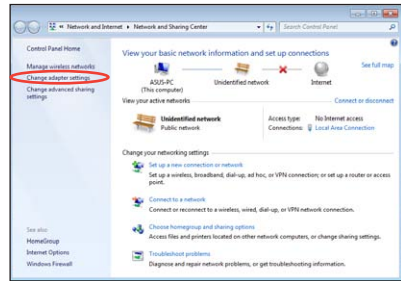 Network and Internet ▸ Network and Sharing Center
Search Control Panel
Control Panel Home
Manage wireless networks
Change adapter settings
Change advanced sharing
settings
See also
HomeGroup
Internet Options
Windows Firewall
View your basic network information and set up connections
See full map
ASUS-PC
(This computer)
Unidentified network
Internet
View your active networks
Connect or disconnect
Unidentified network
Public network
Access type: No Internet access
Connections: Local Area Connection
Change your networking settings
Set up a new connection or network
Set up a wireless, broadband, dial-up, ad hoc, or VPN connection; or set up a router or access
point.
Connect to a network
Connect or reconnect to a wireless, wired, dial-up, or VPN network connection.
Choose homegroup and sharing options
Access files and printers located on other network computers, or change sharing settings.
Troubleshoot problems
Diagnose and repair network problems, or get troubleshooting information.